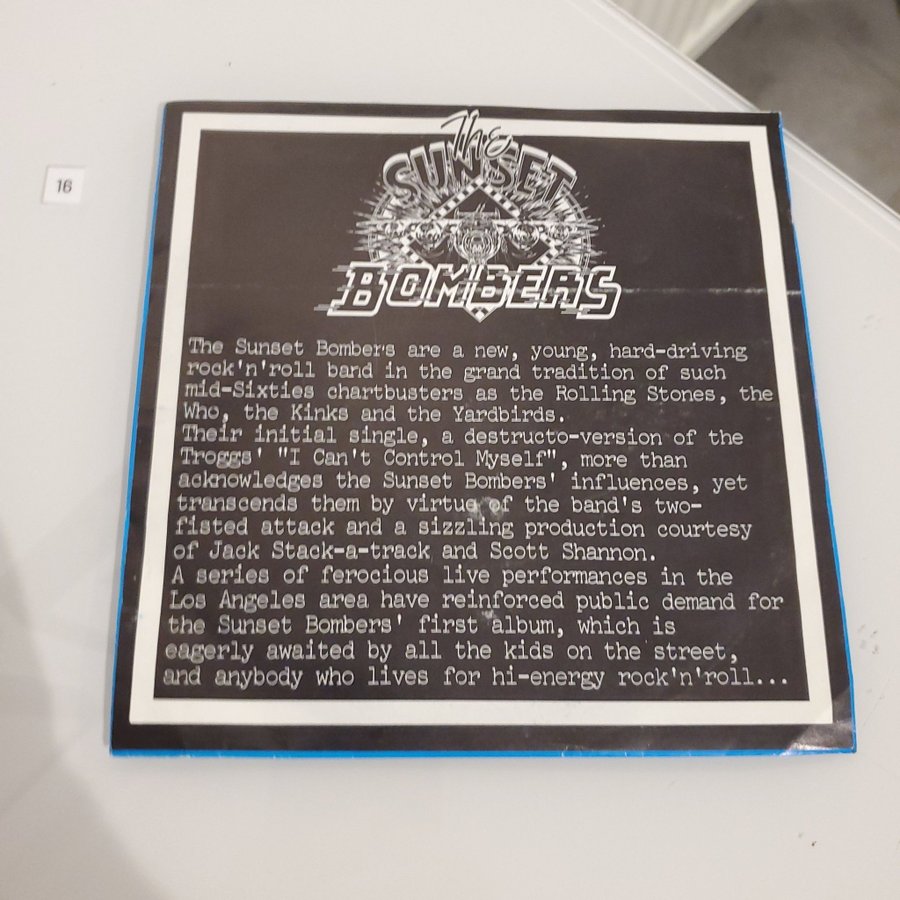 16
The
SUNSET
BOMBERS
The Sunset Bombers are a new, young, hard-driving
rock'n'roll band in the grand tradition of such
mid-Sixties chartbusters as the Rolling Stones, the
Who, the Kinks and the Yardbirds.
Their initial single, a destructo-version of the
Troggs' "I Can't Control Myself", more than
acknowledges the Sunset Bombers' influences, yet
transcends them by virtue of the band's two-
fisted attack and a sizzling production courtesy
of Jack Stack-a-track and Scott Shannon.
A series of ferocious live performances in the
Los Angeles area have reinforced public demand for
the Sunset Bombers' first album, which is
eagerly awaited by all the kids on the street,
and anybody who lives for hi-energy rock'n'roll...